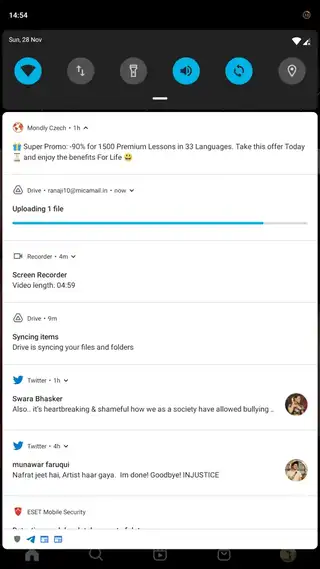 14:54
Sun, 28 Nov
Mondly Czech • 1h
🎁 Super Promo: -90% for 1500 Premium Lessons in 33 Languages. Take this offer Today
⏳ and enjoy the benefits For Life 😃
Drive • ranaji10@micamail.in • now
Uploading 1 file
Recorder • 4m
Screen Recorder
Video length: 04:59
Drive • 9m
Syncing items
Drive is syncing your files and folders
Twitter • 1h
Swara Bhasker
Also.. it's heartbreaking & shameful how we as a society have allowed bullying ..
Twitter • 4h
munawar faruqui
Nafrat jeet hai, Artist haar gaya. Im done! Goodbye! INJUSTICE
ESET Mobile Security